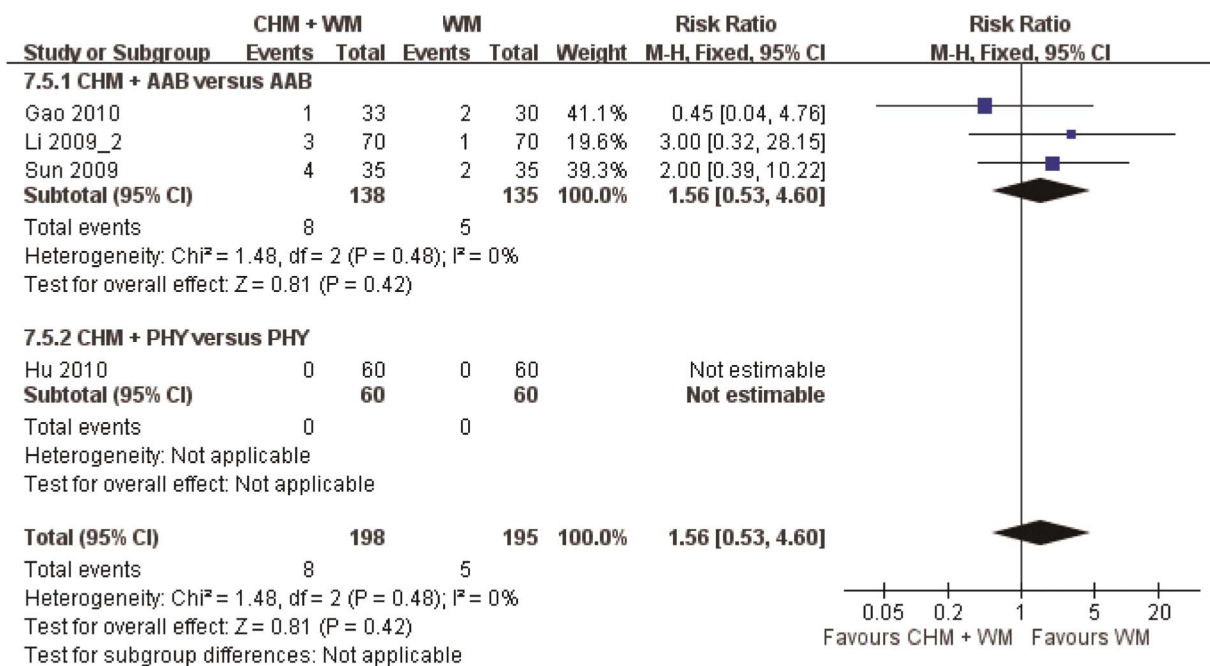 CHM + WM WM Risk Ratio Risk Ratio
Study or Subgroup Events Total Events Total Weight M-H, Fixed, 95% CI M-H, Fixed, 95% CI
7.5.1 CHM + AAB versus AAB
Gao 2010 1 33 2 30 41.1% 0.45 [0.04, 4.76]
Li 2009_2 3 70 1 70 19.6% 3.00 [0.32, 28.15]
Sun 2009 4 35 2 35 39.3% 2.00 [0.39, 10.22]
Subtotal (95% CI) 138 135 100.0% 1.56 [0.53, 4.60]
Total events 8 5
Heterogeneity: Chi² = 1.48, df = 2 (P = 0.48); I² = 0%
Test for overall effect: Z = 0.81 (P = 0.42)
7.5.2 CHM + PHY versus PHY
Hu 2010 0 60 0 60 Not estimable
Subtotal (95% CI) 60 60 Not estimable
Total events 0 0
Heterogeneity: Not applicable
Test for overall effect: Not applicable
Total (95% CI) 198 195 100.0% 1.56 [0.53, 4.60]
Total events 8 5
Heterogeneity: Chi² = 1.48, df = 2 (P = 0.48); I² = 0%
Test for overall effect: Z = 0.81 (P = 0.42)
Test for subgroup differences: Not applicable
0.05 0.2 1 5 20
Favours CHM + WM Favours WM